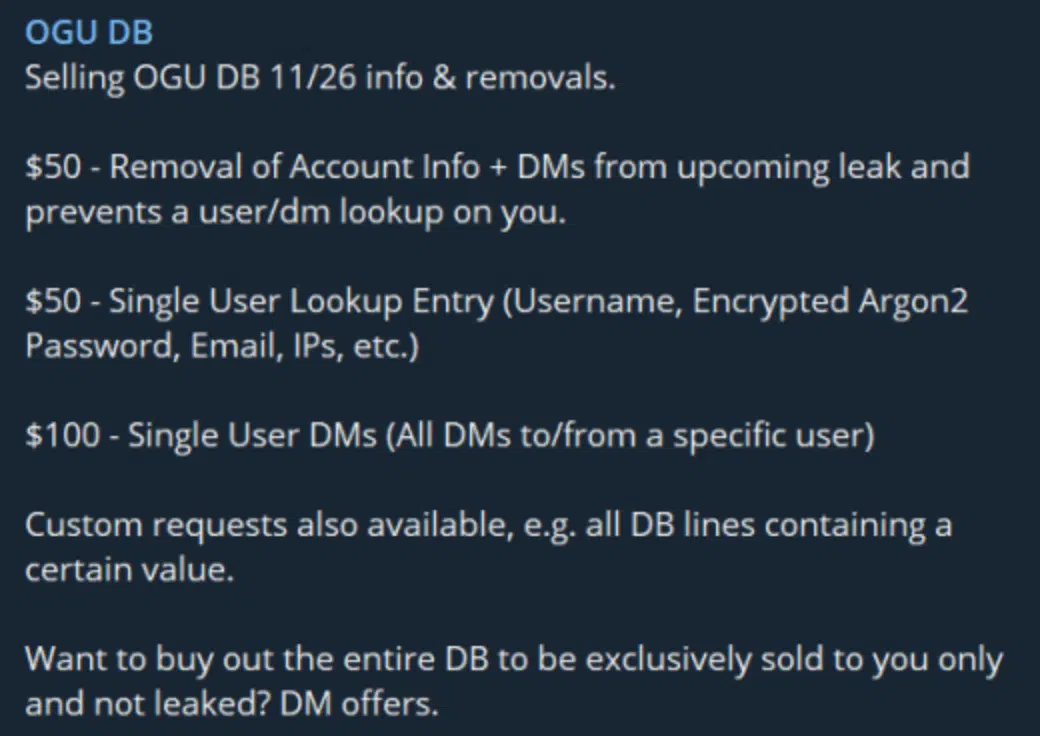 OGU DB
Selling OGU DB 11/26 info & removals.
$50 - Removal of Account Info + DMs from upcoming leak and
prevents a user/dm lookup on you.
$50 - Single User Lookup Entry (Username, Encrypted Argon2
Password, Email, IPs, etc.)
$100 - Single User DMs (All DMs to/from a specific user)
Custom requests also available, e.g. all DB lines containing a
certain value.
Want to buy out the entire DB to be exclusively sold to you only
and not leaked? DM offers.